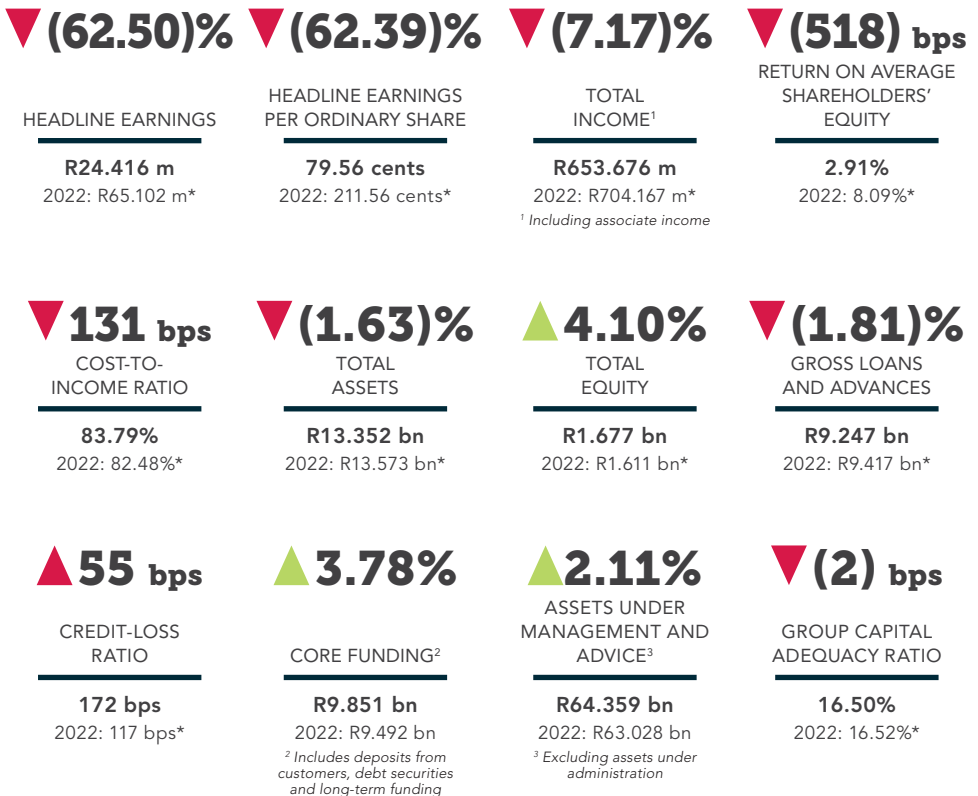 (62.50)%
HEADLINE EARNINGS
R24.416 m
2022: R65.102 m*
(62.39)%
HEADLINE EARNINGS
PER ORDINARY SHARE
79.56 cents
2022: 211.56 cents*
(7.17)%
TOTAL
INCOME¹
R653.676 m
2022: R704.167 m*
¹ Including associate income
(518) bps
RETURN ON AVERAGE
SHAREHOLDERS’
EQUITY
2.91%
2022: 8.09%*
131 bps
COST-TO-
INCOME RATIO
83.79%
2022: 82.48%*
(1.63)%
TOTAL
ASSETS
R13.352 bn
2022: R13.573 bn*
4.10%
TOTAL
EQUITY
R1.677 bn
2022: R1.611 bn*
(1.81)%
GROSS LOANS
AND ADVANCES
R9.247 bn
2022: R9.417 bn*
55 bps
CREDIT-LOSS
RATIO
172 bps
2022: 117 bps*
3.78%
CORE FUNDING²
R9.851 bn
2022: R9.492 bn
² Includes deposits from
customers, debt securities
and long-term funding
2.11%
ASSETS UNDER
MANAGEMENT AND
ADVICE³
R64.359 bn
2022: R63.028 bn
³ Excluding assets under
administration
(2) bps
GROUP CAPITAL
ADEQUACY RATIO
16.50%
2022: 16.52%*